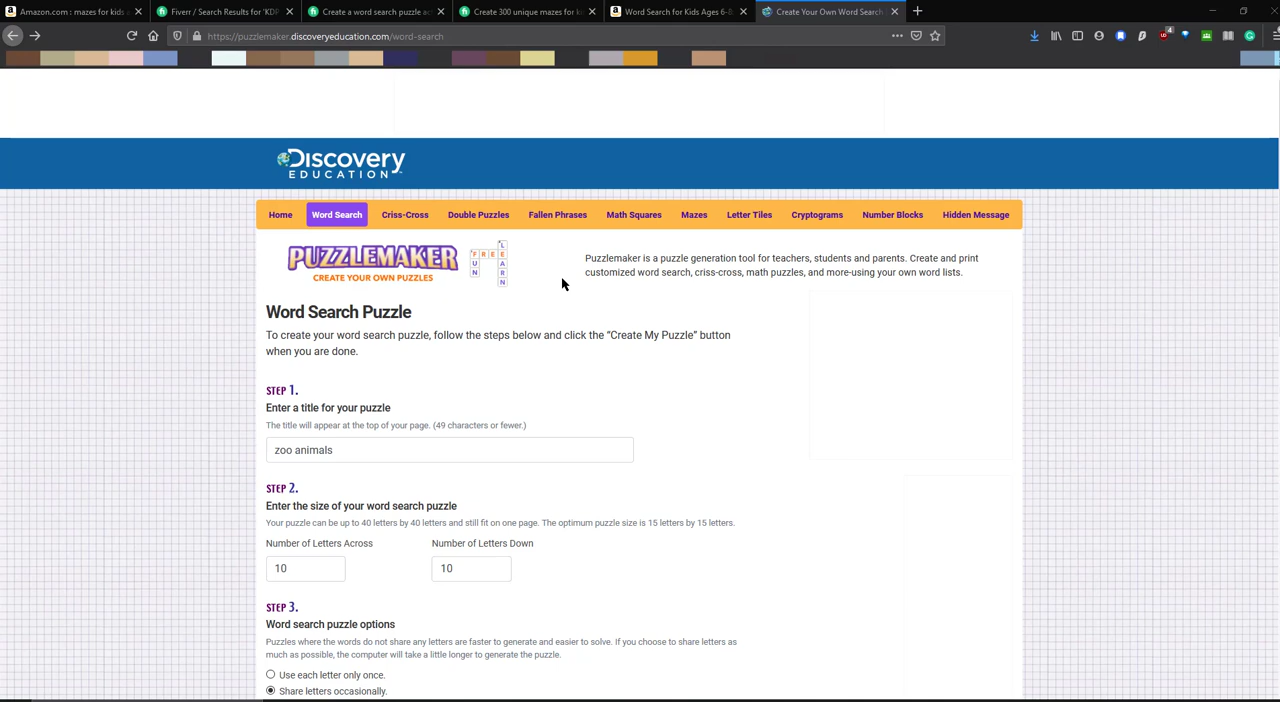 Amazon.com : mazes for kids a
Fiverr / Search Results for 'KDP
Create a word search puzzle ac
Create 300 unique mazes for ki
Word Search for Kids Ages 6-8
Create Your Own Word Search
https://puzzlemaker.discoveryeducation.com/word-search
4
Discovery
EDUCATION
Home
Word Search
Criss-Cross
Double Puzzles
Fallen Phrases
Math Squares
Mazes
Letter Tiles
Cryptograms
Number Blocks
Hidden Message
PUZZLEMAKER
CREATE YOUR OWN PUZZLES
FREE
FUN
LEARN
Puzzlemaker is a puzzle generation tool for teachers, students and parents. Create and print
customized word search, criss-cross, math puzzles, and more-using your own word lists.
Word Search Puzzle
To create your word search puzzle, follow the steps below and click the “Create My Puzzle” button
when you are done.
STEP 1.
Enter a title for your puzzle
The title will appear at the top of your page. (49 characters or fewer.)
zoo animals
STEP 2.
Enter the size of your word search puzzle
Your puzzle can be up to 40 letters by 40 letters and still fit on one page. The optimum puzzle size is 15 letters by 15 letters.
Number of Letters Across
Number of Letters Down
10
10
STEP 3.
Word search puzzle options
Puzzles where the words do not share any letters are faster to generate and easier to solve. If you choose to share letters as
much as possible, the computer will take a little longer to generate the puzzle.
Use each letter only once.
Share letters occasionally.